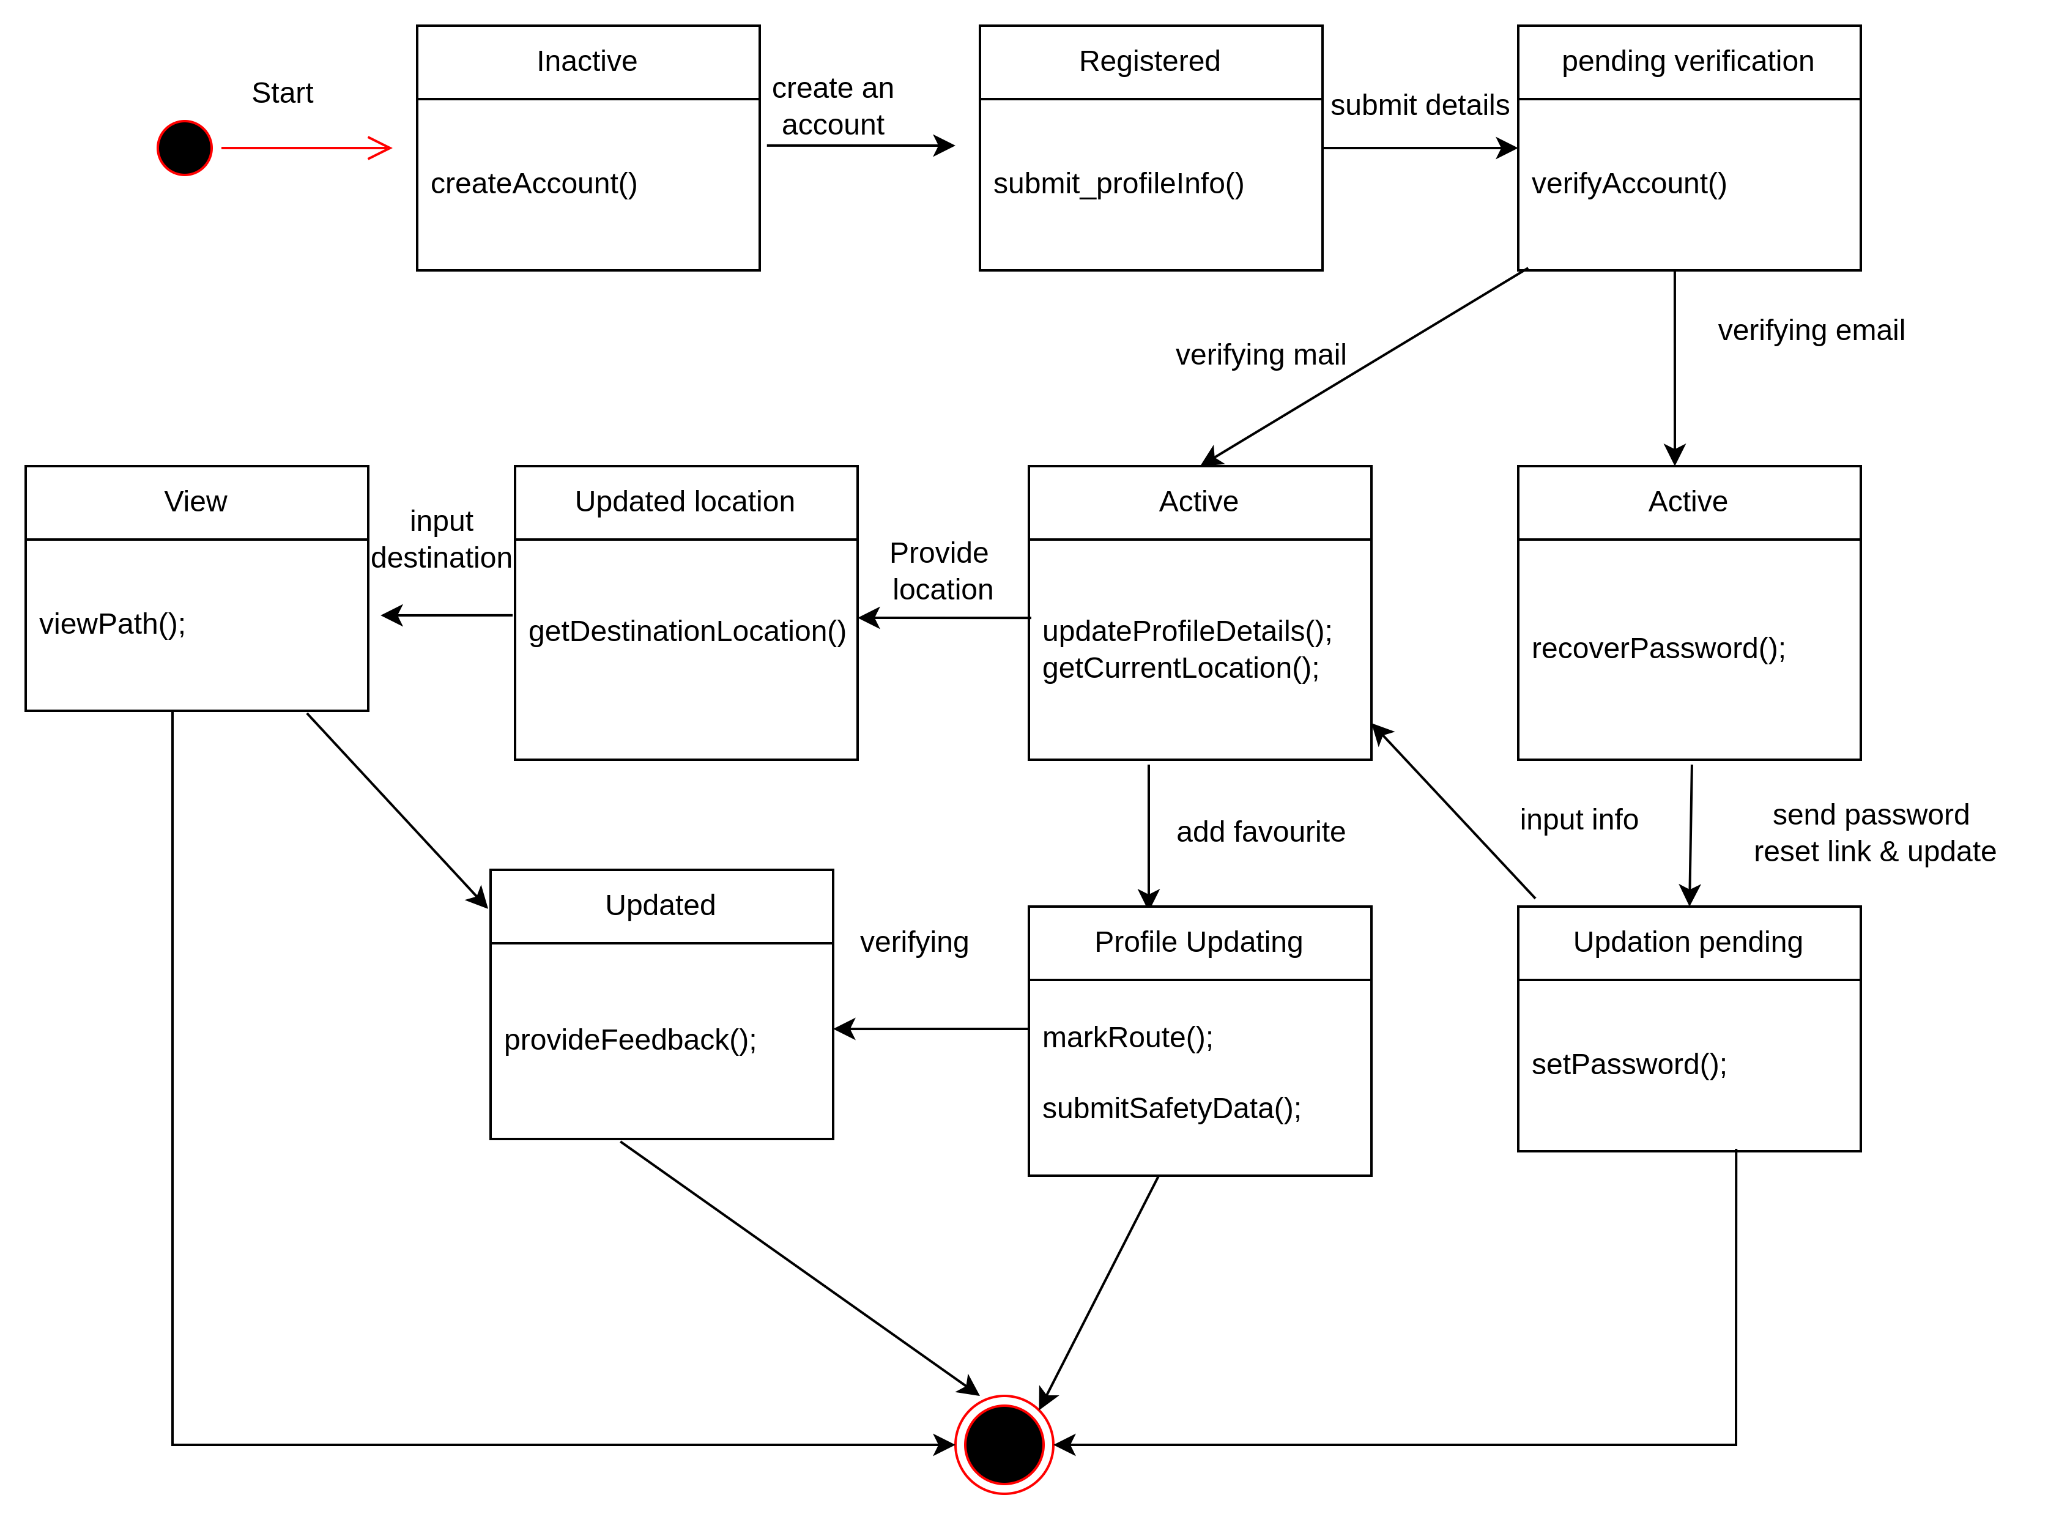 Start
Inactive
createAccount()
create an
account
Registered
submit_profileInfo()
submit details
pending verification
verifyAccount()
verifying mail
verifying email
View
viewPath();
input
destination
Updated location
getDestinationLocation()
Provide
location
Active
updateProfileDetails();
getCurrentLocation();
Active
recoverPassword();
add favourite
input info
send password
reset link & update
Updated
provideFeedback();
verifying
Profile Updating
markRoute();
submitSafetyData();
Updation pending
setPassword();